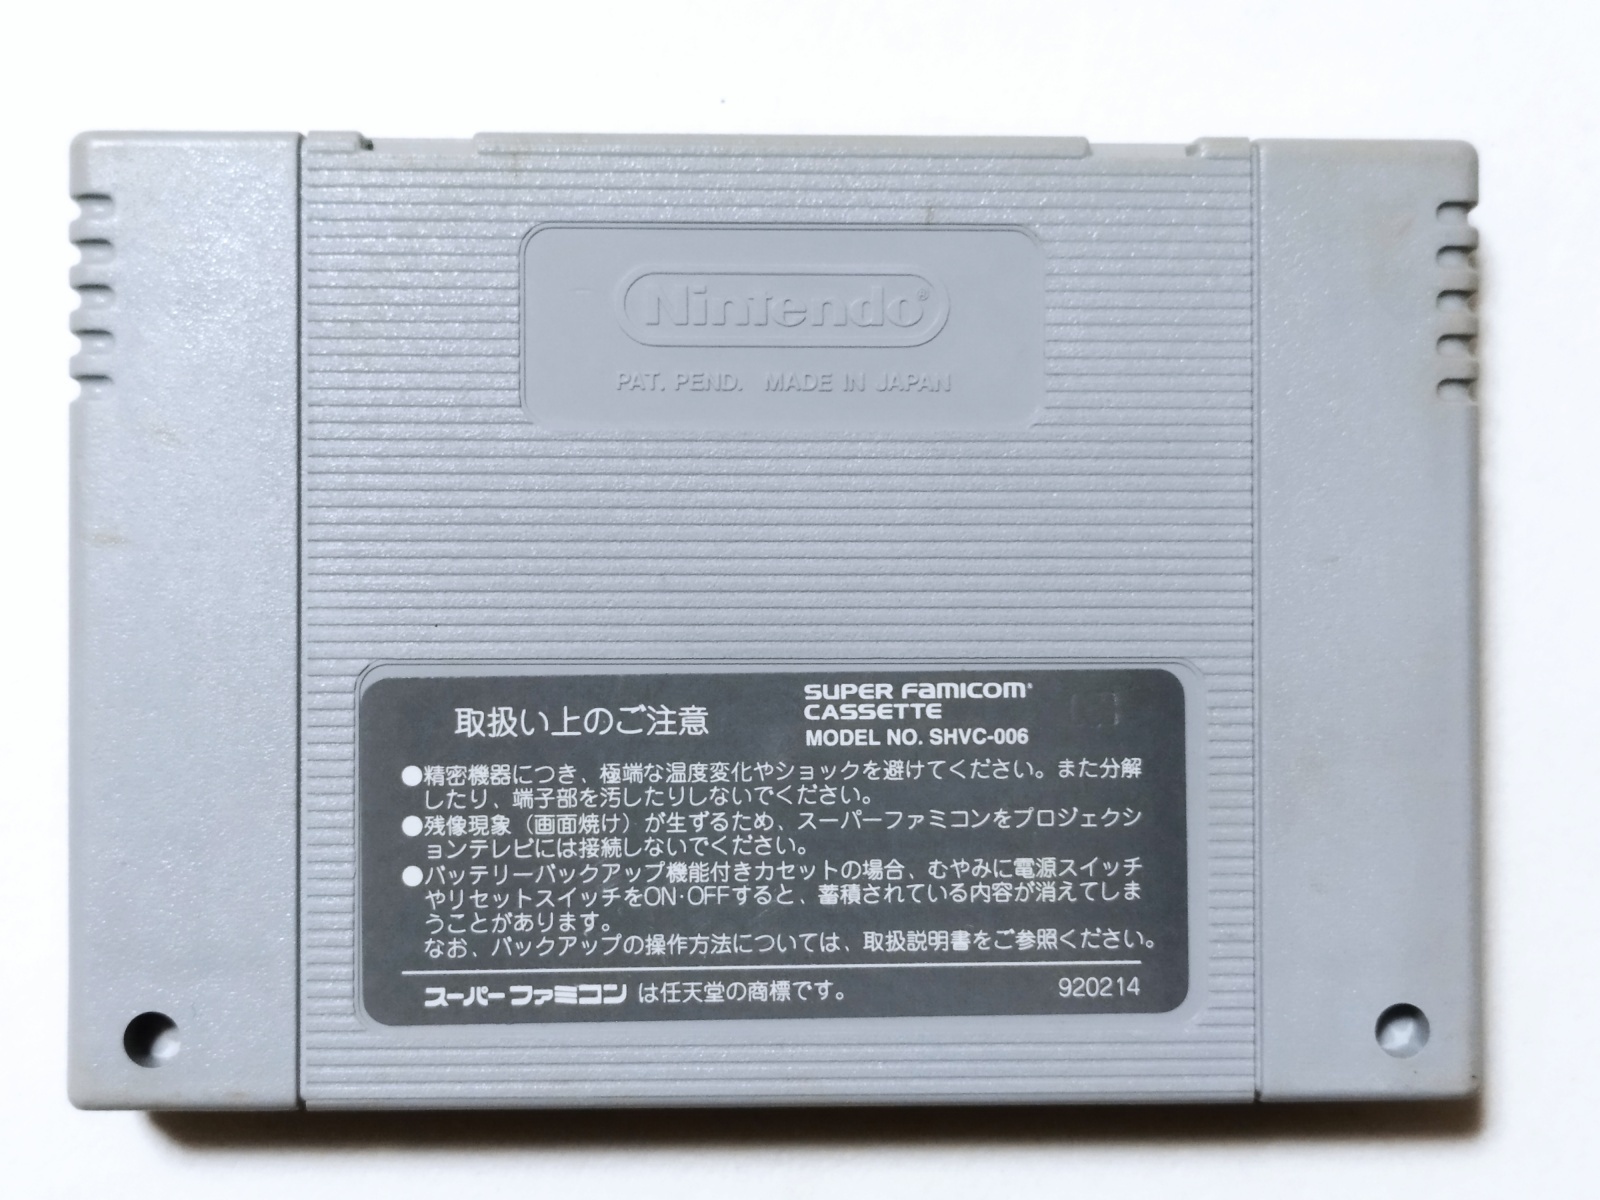 Nintendo®
PAT. PEND. MADE IN JAPAN
取扱い上のご注意
SUPER FAMICOM®
CASSETTE
MODEL NO. SHVC-006
●精密機器につき、極端な温度変化やショックを避けてください。また分解
したり、端子部を汚したりしないでください。
●残像現象（画面焼け）が生ずるため、スーパーファミコンをプロジェクシ
ョンテレビには接続しないでください。
●バッテリーバックアップ機能付きカセットの場合、むやみに電源スイッチ
やリセットスイッチをON·OFFすると、蓄積されている内容が消えてしま
うことがあります。
なお、バックアップの操作方法については、取扱説明書をご参照ください。
スーパーファミコン は任天堂の商標です。
920214